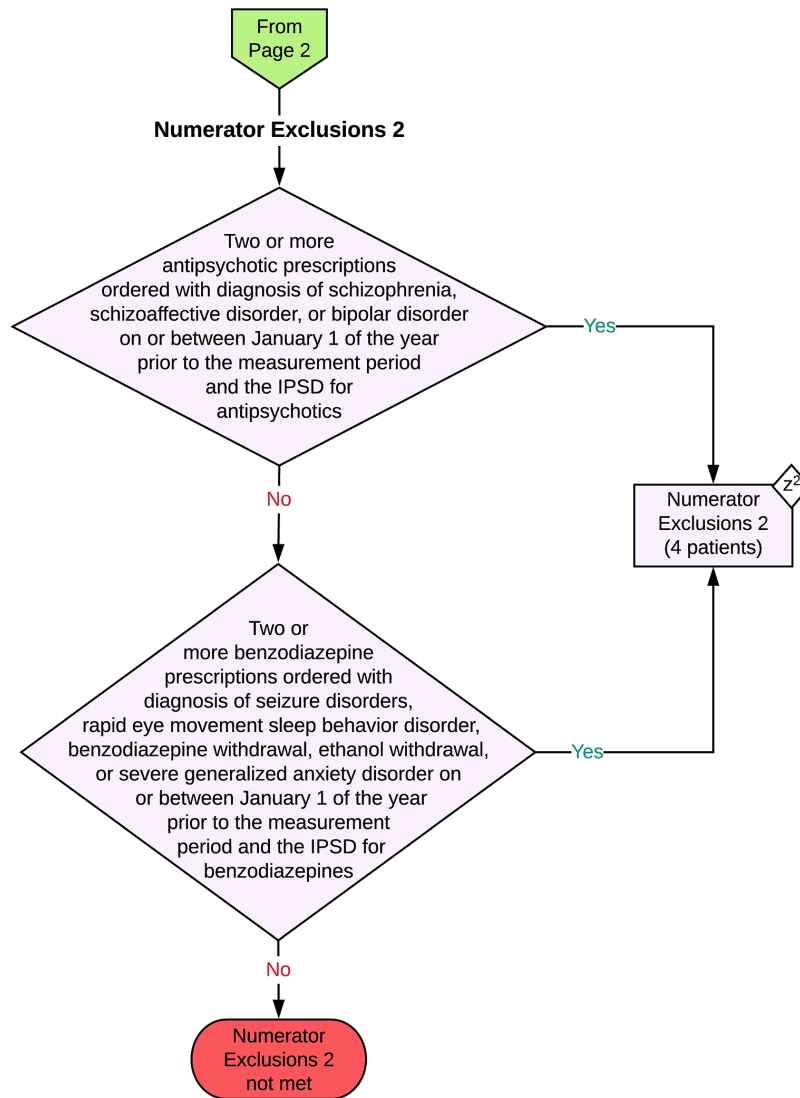 From
Page 2
Numerator Exclusions 2
Two or more
antipsychotic prescriptions
ordered with diagnosis of schizophrenia,
schizoaffective disorder, or bipolar disorder
on or between January 1 of the year
prior to the measurement period
and the IPSD for
antipsychotics
Yes
No
Numerator
Exclusions 2
(4 patients)
z²
Two or
more benzodiazepine
prescriptions ordered with
diagnosis of seizure disorders,
rapid eye movement sleep behavior disorder,
benzodiazepine withdrawal, ethanol withdrawal,
or severe generalized anxiety disorder on
or between January 1 of the year
prior to the measurement
period and the IPSD for
benzodiazepines
Yes
No
Numerator
Exclusions 2
not met